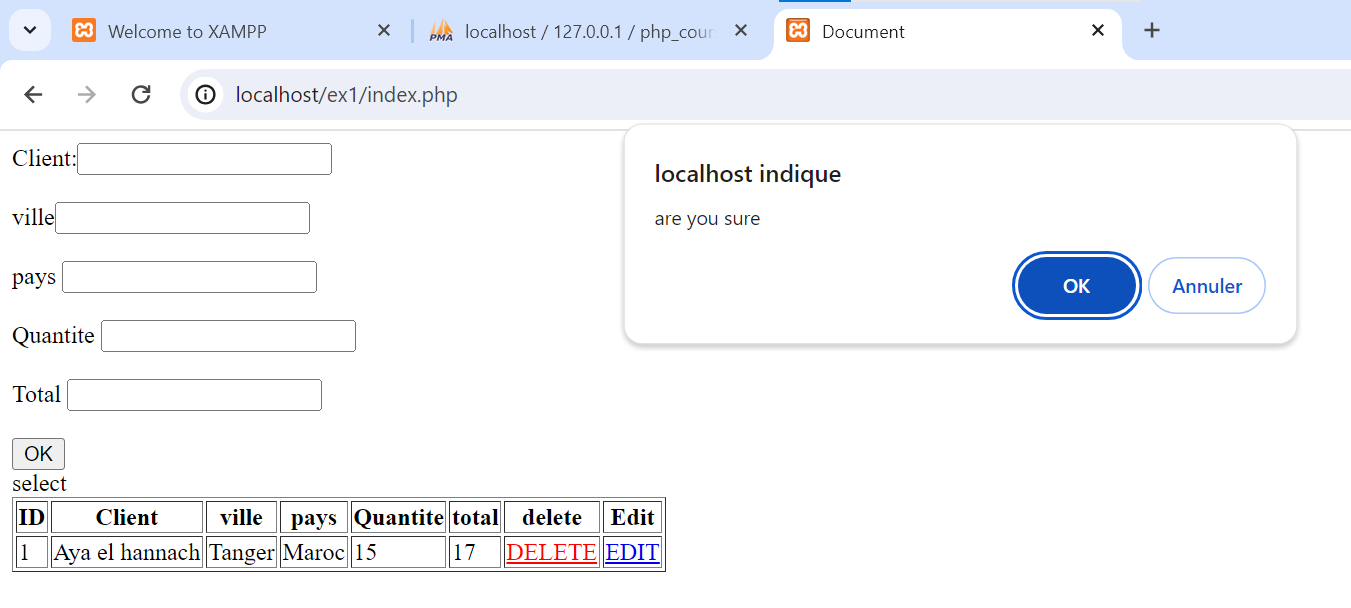 Welcome to XAMPP
PMA localhost / 127.0.0.1 / php_cour
Document
localhost/ex1/index.php
Client:
localhost indique
are you sure
OK Annuler
ville
pays
Quantite
Total
OK
select
ID Client ville pays Quantite total delete Edit
1 Aya el hannach Tanger Maroc 15 17 DELETE EDIT